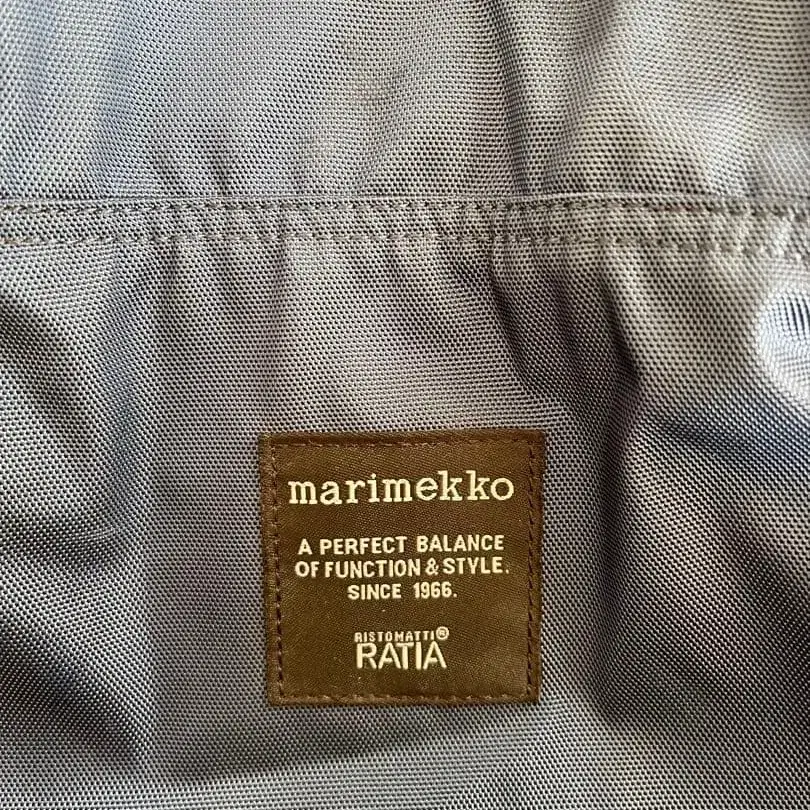 marimekko
A PERFECT BALANCE
OF FUNCTION & STYLE.
SINCE 1966.
RISTOMATTI®
RATIA